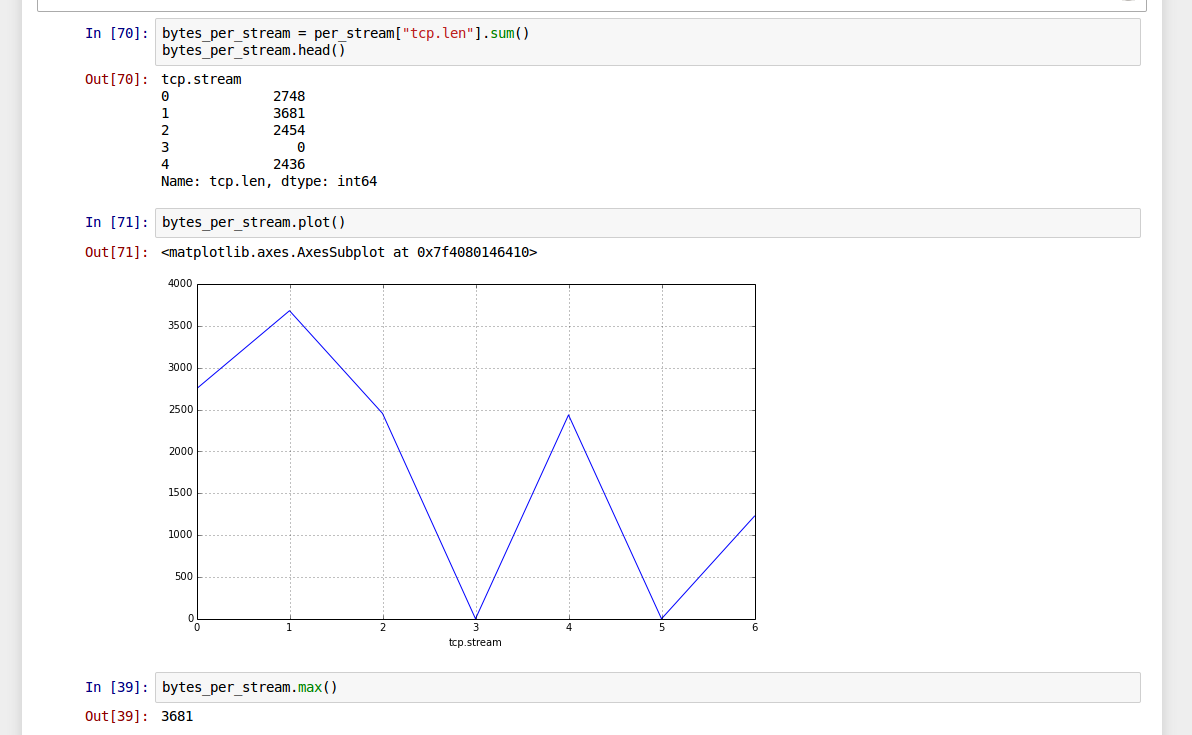 In [70]: bytes_per_stream = per_stream["tcp.len"].sum()
bytes_per_stream.head()
Out[70]: tcp.stream
0 2748
1 3681
2 2454
3 0
4 2436
Name: tcp.len, dtype: int64
In [71]: bytes_per_stream.plot()
Out[71]: <matplotlib.axes.AxesSubplot at 0x7f4080146410>
4000
3500
3000
2500
2000
1500
1000
500
0
0 1 2 3 4 5 6
tcp.stream
In [39]: bytes_per_stream.max()
Out[39]: 3681